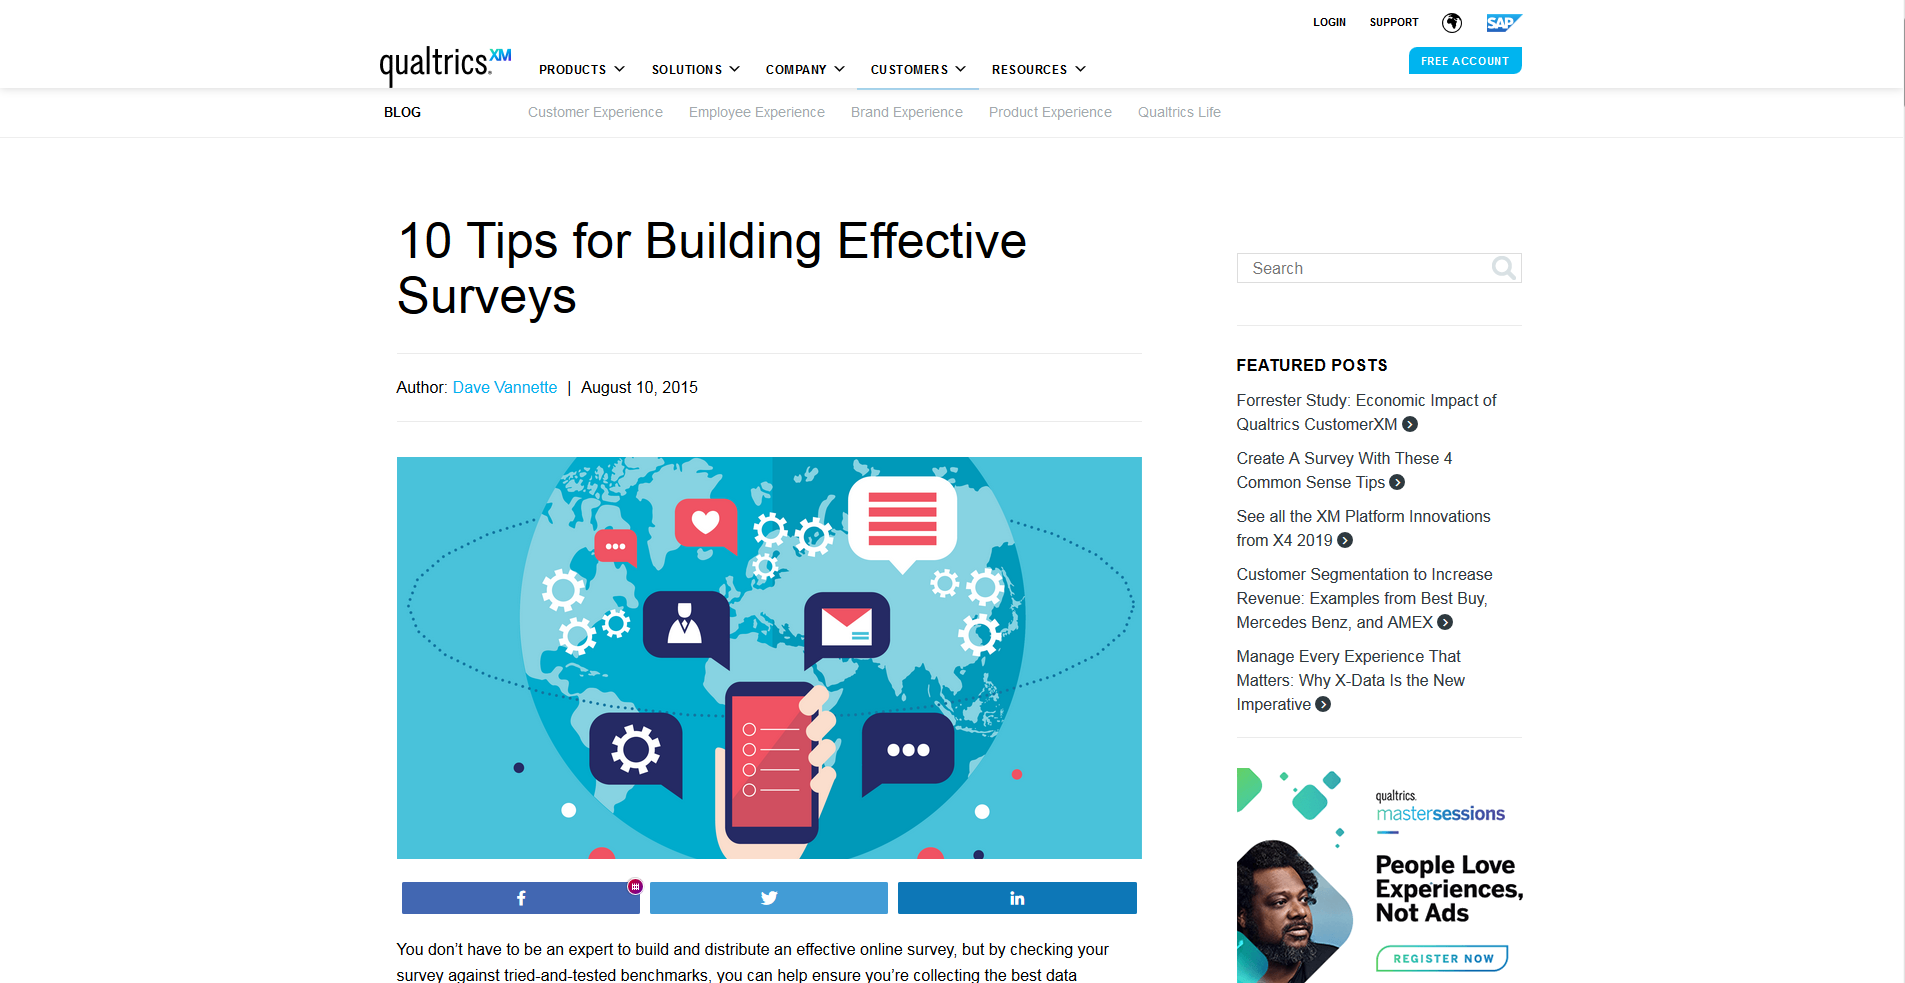 LOGIN SUPPORT SAP
qualtrics.XM PRODUCTS SOLUTIONS COMPANY CUSTOMERS RESOURCES FREE ACCOUNT
BLOG Customer Experience Employee Experience Brand Experience Product Experience Qualtrics Life
10 Tips for Building Effective
Surveys
Author: Dave Vannette | August 10, 2015
You don’t have to be an expert to build and distribute an effective online survey, but by checking your
survey against tried-and-tested benchmarks, you can help ensure you’re collecting the best data
Search
FEATURED POSTS
Forrester Study: Economic Impact of
Qualtrics CustomerXM
Create A Survey With These 4
Common Sense Tips
See all the XM Platform Innovations
from X4 2019
Customer Segmentation to Increase
Revenue: Examples from Best Buy,
Mercedes Benz, and AMEX
Manage Every Experience That
Matters: Why X-Data Is the New
Imperative
qualtrics.
mastersessions
People Love
Experiences,
Not Ads
REGISTER NOW